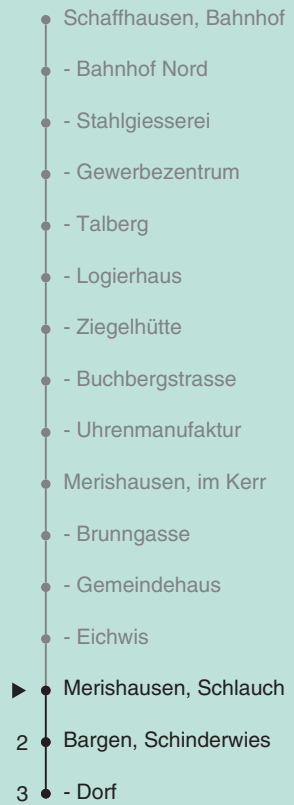 Schaffhausen, Bahnhof
- Bahnhof Nord
- Stahlgiesserei
- Gewerbezentrum
- Talberg
- Logierhaus
- Ziegelhütte
- Buchbergstrasse
- Uhrenmanufaktur
Merishausen, im Kerr
- Brunngasse
- Gemeindehaus
- Eichwis
Merishausen, Schlauch
2 Bargen, Schinderwies
3 - Dorf